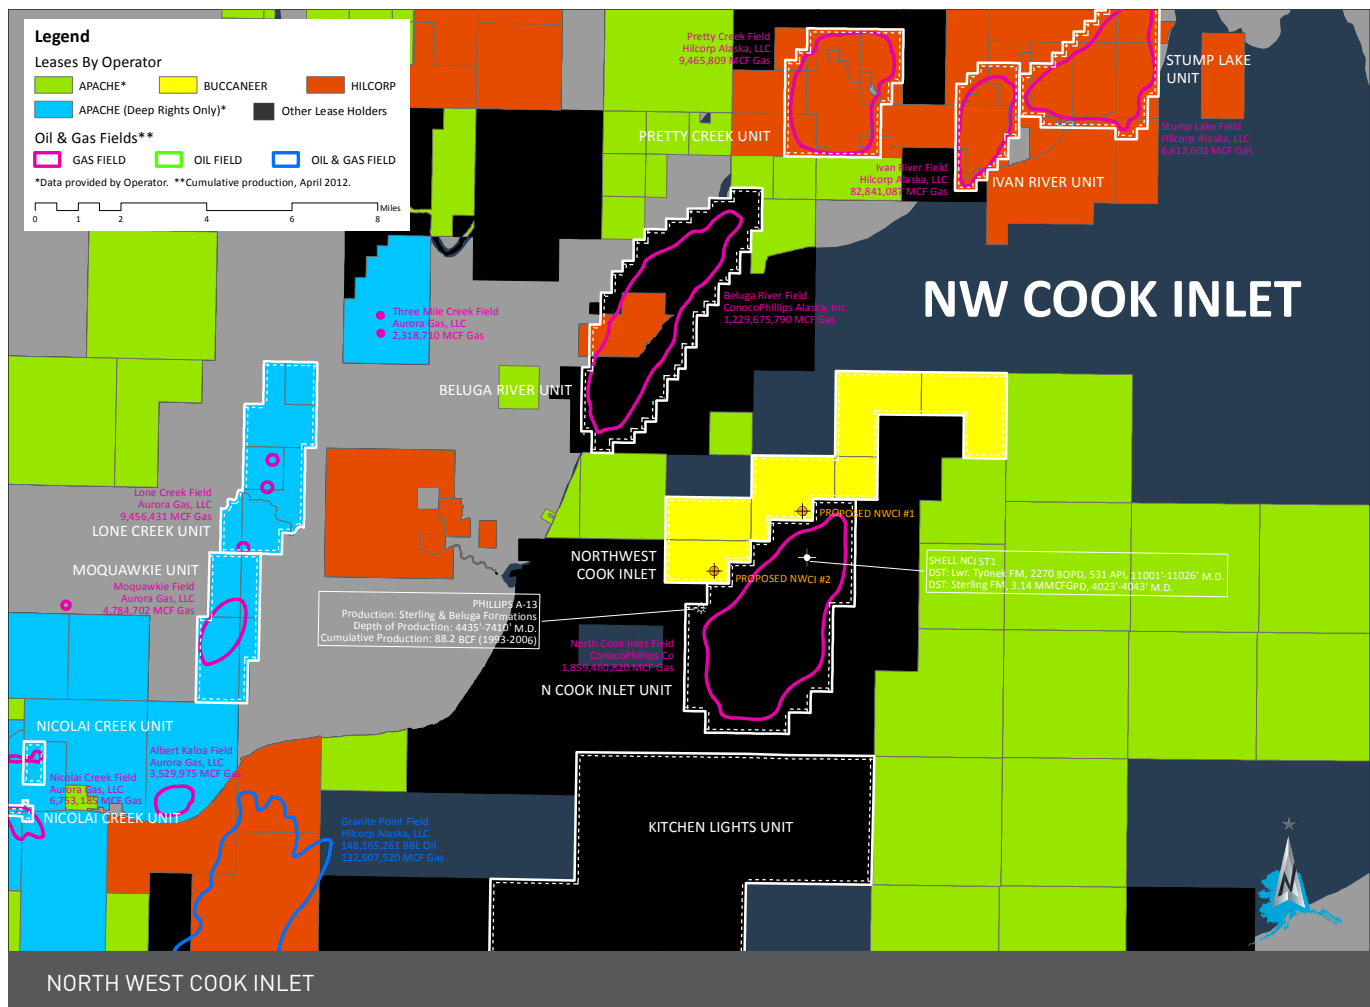 Legend
Leases By Operator
APACHE*
BUCCANEER
HILCORP
APACHE (Deep Rights Only)*
Other Lease Holders
Oil & Gas Fields**
GAS FIELD
OIL FIELD
OIL & GAS FIELD
*Data provided by Operator. **Cumulative production, April 2012.
Miles
0 1 2 4 6 8
Pretty Creek Field
Hilcorp Alaska, LLC
9,465,809 MCF Gas
PRETTY CREEK UNIT
STUMP LAKE
UNIT
Stump Lake Field
Hilcorp Alaska, LLC
6,612,602 MCF Gas
Ivan River Field
Hilcorp Alaska, LLC
82,841,087 MCF Gas
IVAN RIVER UNIT
NW COOK INLET
Beluga River Field
ConocoPhillips Alaska, Inc
1,229,675,790 MCF Gas
Three Mile Creek Field
Aurora Gas, LLC
2,318,710 MCF Gas
BELUGA RIVER UNIT
Lone Creek Field
Aurora Gas, LLC
9,456,431 MCF Gas
LONE CREEK UNIT
PROPOSED NWCI #1
NORTHWEST
COOK INLET
PROPOSED NWCI #2
SHELL NCI ST1
DST: Lwr. Tyonek FM, 2270 BOPD, 531 API, 11001'-11026' M.D.
DST: Sterling FM, 3.14 MMCFGPD, 4023'-4043' M.D.
MOQUAWKIE UNIT
Moquawkie Field
Aurora Gas, LLC
4,784,702 MCF Gas
PHILLIPS A-13
Production: Sterling & Beluga Formations
Depth of Production: 4435'-7410' M.D.
Cumulative Production: 88.2 BCF (1993-2006)
North Cook Inlet Field
ConocoPhillips Co
1,859,460,820 MCF Gas
N COOK INLET UNIT
NICOLAI CREEK UNIT
Albert Kaloa Field
Aurora Gas, LLC
3,529,975 MCF Gas
Nicolai Creek Field
Aurora Gas, LLC
6,753,185 MCF Gas
NICOLAI CREEK UNIT
Granite Point Field
Hilcorp Alaska, LLC
148,165,261 BBL Oil
132,907,520 MCF Gas
KITCHEN LIGHTS UNIT
N
NORTH WEST COOK INLET